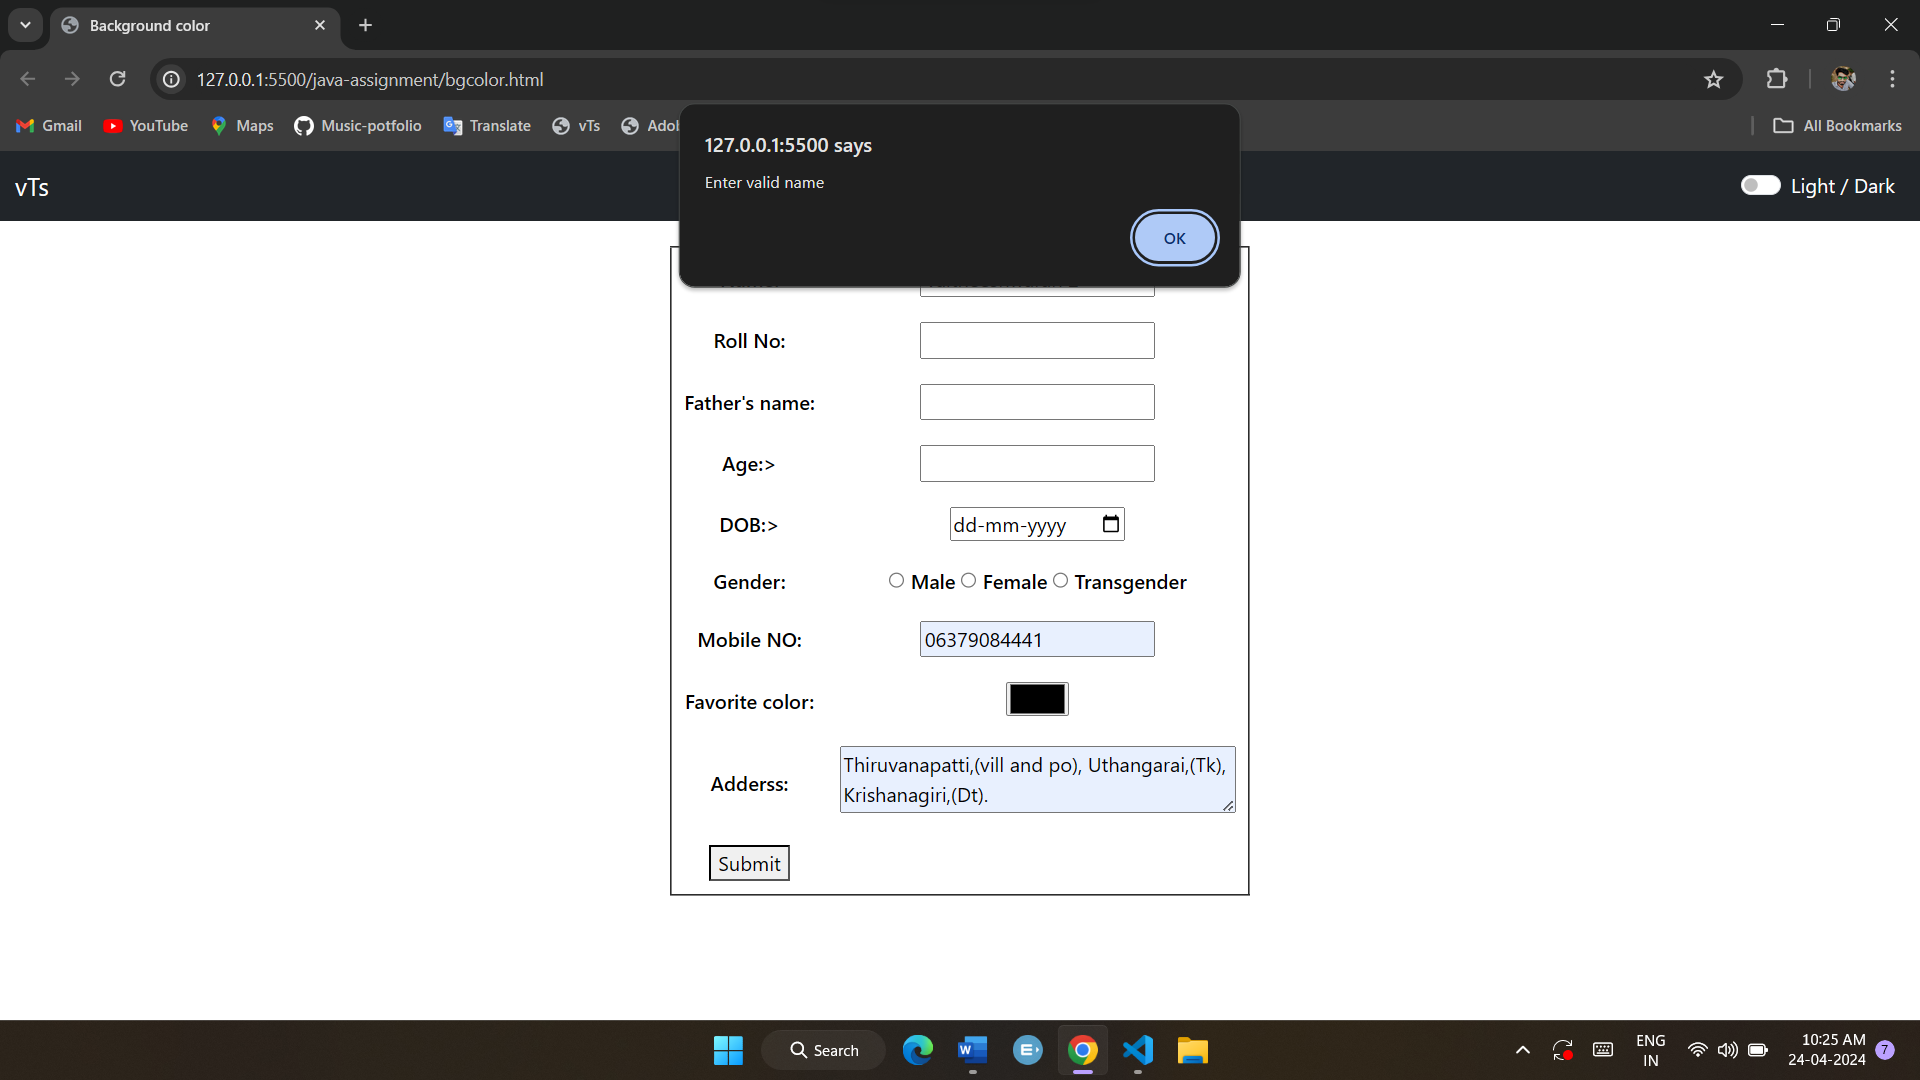 Background color
127.0.0.1:5500/java-assignment/bgcolor.html
Gmail YouTube Maps Music-potfolio Translate vTs All Bookmarks
127.0.0.1:5500 says
Enter valid name
OK
vTs Light / Dark
Roll No:
Father's name:
Age:>
DOB:> dd-mm-yyyy
Gender: Male Female Transgender
Mobile NO: 06379084441
Favorite color:
Adderss: Thiruvanapatti,(vill and po), Uthangarai,(Tk),
Krishanagiri,(Dt).
Submit
Search
ENG
IN
10:25 AM
24-04-2024
7